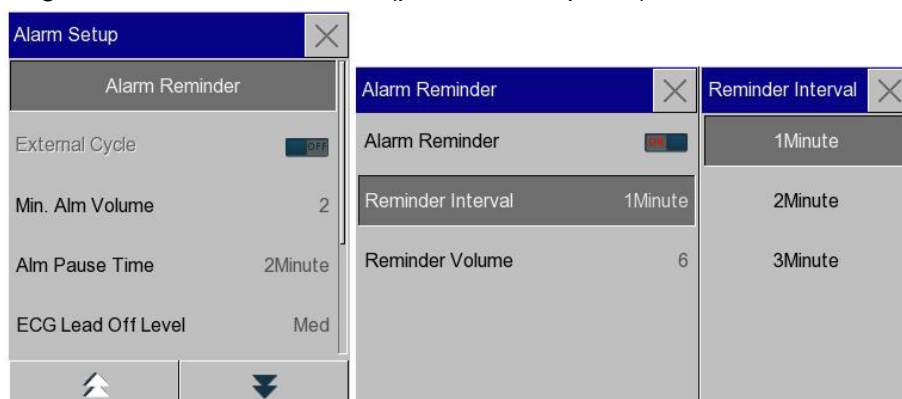 Alarm Setup
Alarm Reminder
External Cycle OFF
Min. Alm Volume 2
Alm Pause Time 2Minute
ECG Lead Off Level Med
Alarm Reminder
Alarm Reminder ON
Reminder Interval 1Minute
Reminder Volume 6
Reminder Interval
1Minute
2Minute
3Minute